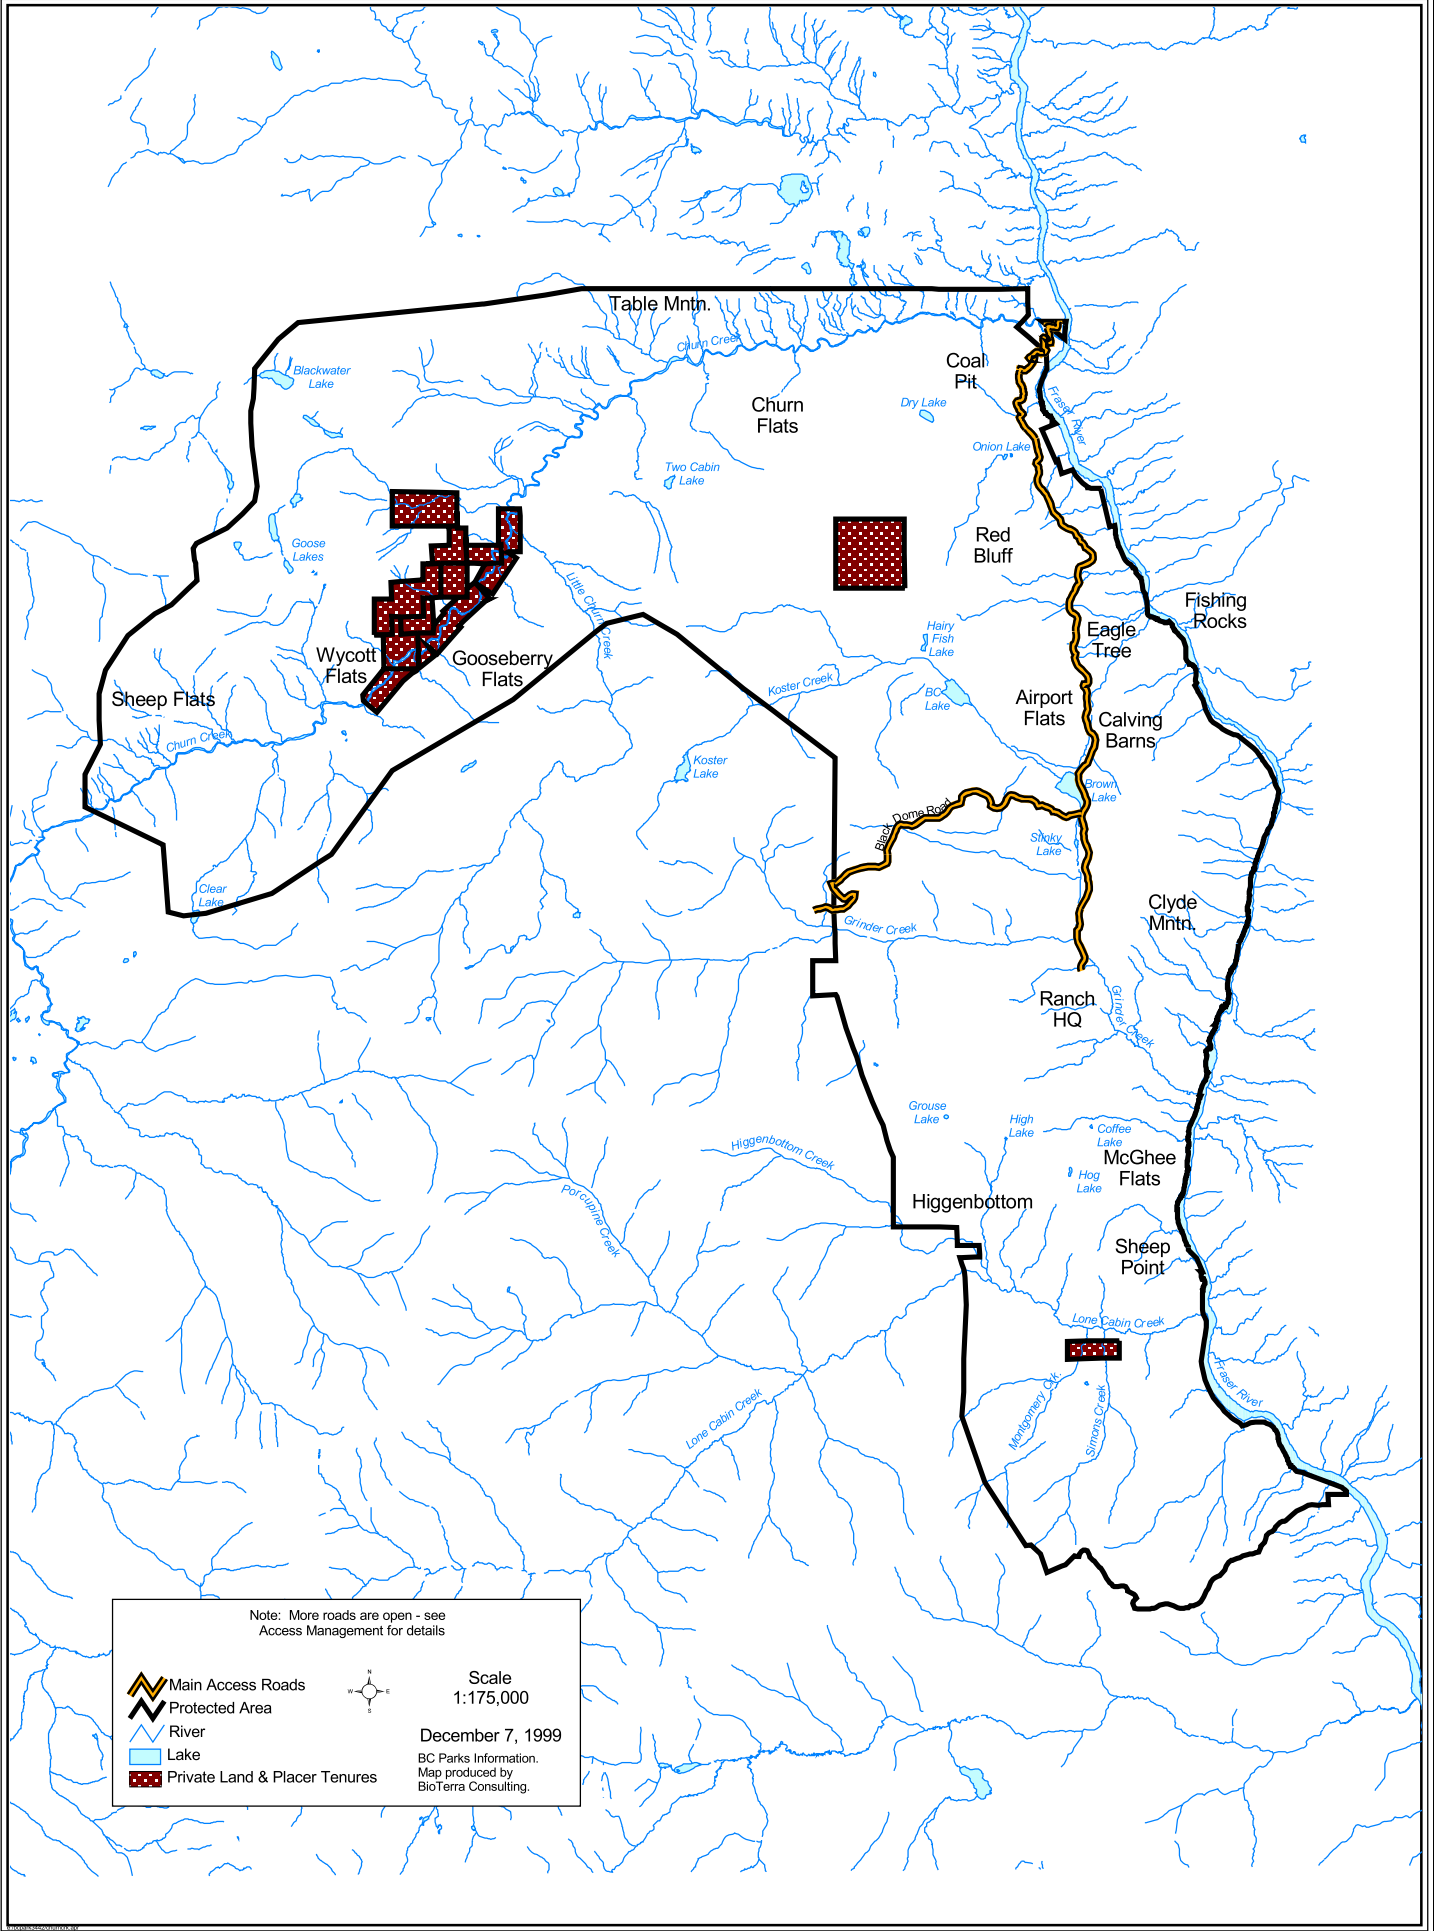 Table Mntn.
Churn Creek
Blackwater
Lake
Coal
Pit
Dry Lake
Churn
Flats
Fraser River
Onion Lake
Two Cabin
Lake
Goose
Lakes
Red
Bluff
Little Churn Creek
Fishing
Rocks
Hairy
Fish
Lake
Eagle
Tree
Wycott
Flats
Gooseberry
Flats
Sheep Flats
Koster Creek
BC
Lake
Airport
Flats
Calving
Barns
Churn Creek
Koster
Lake
Brown
Lake
Black Dome Road
Stinky
Lake
Clear
Lake
Clyde
Mntn.
Grinder Creek
Ranch
HQ
Grinder Creek
Grouse
Lake
High
Lake
Coffee
Lake
Higgenbottom Creek
McGhee
Flats
Hog
Lake
Porcupine Creek
Higgenbottom
Sheep
Point
Lone Cabin Creek
Fraser River
Montgomery Crk.
Simons Creek
Lone Cabin Creek
Note: More roads are open - see
Access Management for details
N
W
E
S
Main Access Roads
Protected Area
River
Lake
Private Land & Placer Tenures
Scale
1:175,000
December 7, 1999
BC Parks Information.
Map produced by
BioTerra Consulting.